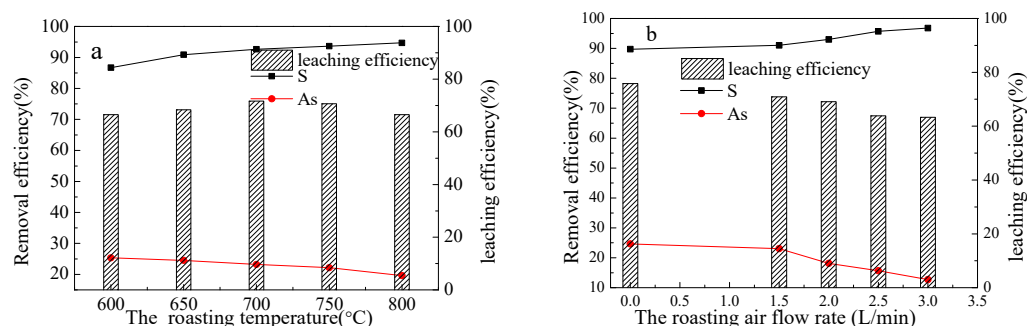 a
leaching efficiency
S
As
100
90
80
70
60
50
40
30
20
100
80
60
40
20
0
600 650 700 750 800
Removal efficiency(%)
leaching efficiency(%)
The roasting temperature(°C)
b
leaching efficiency
S
As
100
90
80
70
60
50
40
30
20
10
100
80
60
40
20
0
0.0 0.5 1.0 1.5 2.0 2.5 3.0 3.5
Removal efficiency(%)
leaching efficiency(%)
The roasting air flow rate (L/min)